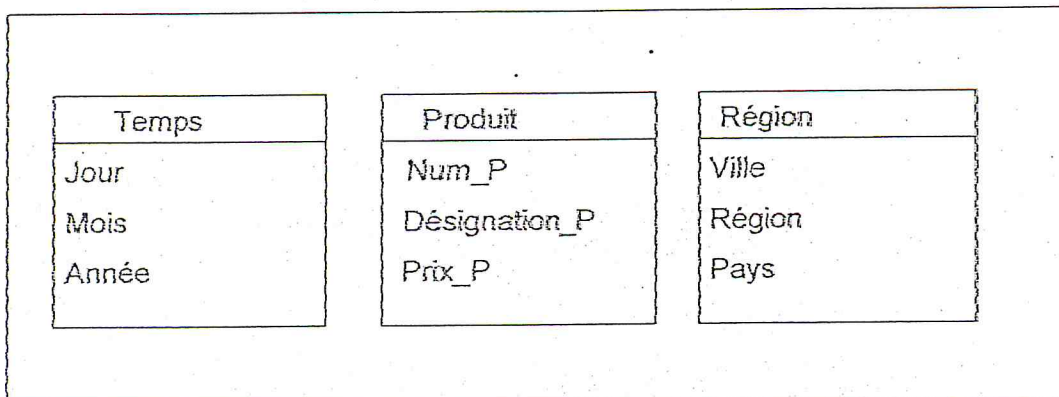 Temps
Jour
Mois
Année
Produit
Num_P
Désignation_P
Prix_P
Région
Ville
Région
Pays